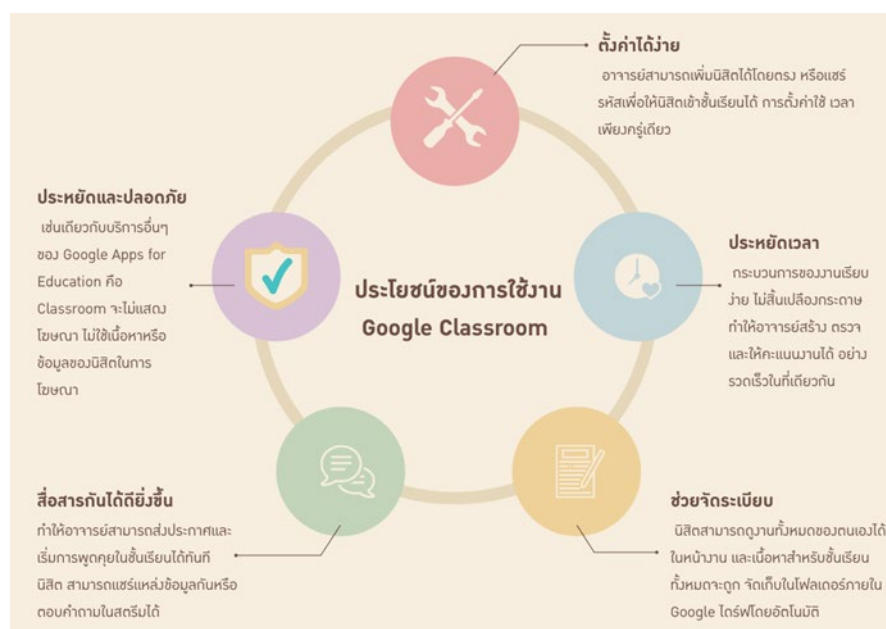 ตั้งค่าได้ง่าย
อาจารย์สามารถเพิ่มนิสิตได้โดยตรง หรือแชร์
รหัสเพื่อให้นิสิตเข้าชั้นเรียนได้ การตั้งค่าใช้ เวลา
เพียงครู่เดียว
ประหยัดเวลา
กระบวนการของงานเรียบ
ง่าย ไม่สิ้นเปลืองกระดาษ
ทำให้อาจารย์สร้าง ตรวจ
และให้คะแนนงานได้ อย่าง
รวดเร็วในที่เดียวกัน
ช่วยจัดระเบียบ
นิสิตสามารถดูงานทั้งหมดของตนเองได้
ในหน้างาน และเนื้อหาสำหรับชั้นเรียน
ทั้งหมดจะถูก จัดเก็บในโฟลเดอร์ภายใน
Google ไดร์ฟโดยอัตโนมัติ
สื่อสารกันได้ดียิ่งขึ้น
ทำให้อาจารย์สามารถส่งประกาศและ
เริ่มการพูดคุยในชั้นเรียนได้ทันที
นิสิต สามารถแชร์แหล่งข้อมูลกันหรือ
ตอบคำถามในสตรีมได้
ประหยัดและปลอดภัย
เช่นเดียวกับบริการอื่นๆ
ของ Google Apps for
Education คือ
Classroom จะไม่แสดง
โฆษณา ไม่ใช้เนื้อหาหรือ
ข้อมูลของนิสิตในการ
โฆษณา
ประโยชน์ของการใช้งาน
Google Classroom